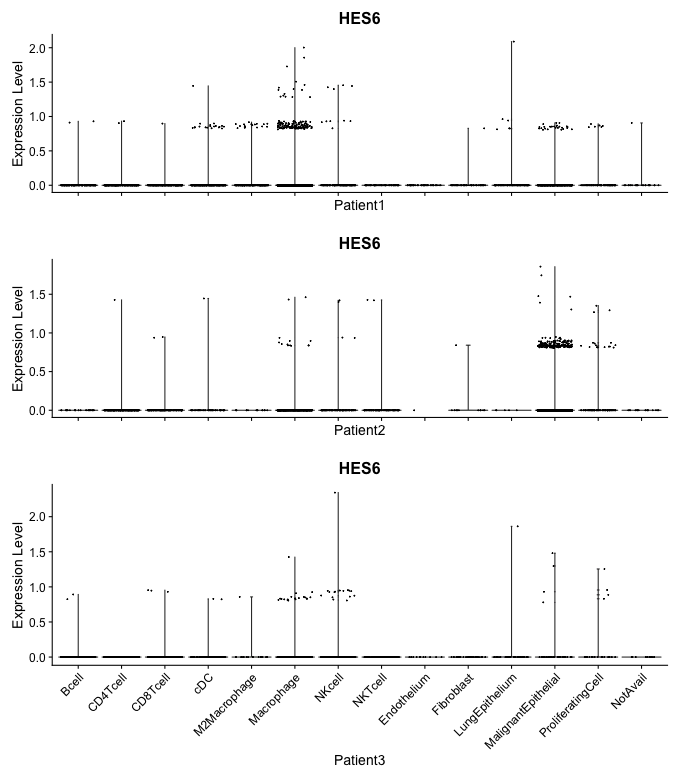 HES6
Expression Level
2.0
1.5
1.0
0.5
0.0
Patient1
HES6
Expression Level
1.5
1.0
0.5
0.0
Patient2
HES6
Expression Level
2.0
1.5
1.0
0.5
0.0
Bcell
CD4Tcell
CD8Tcell
cDC
M2Macrophage
Macrophage
NKcell
NKTcell
Endothelium
Fibroblast
LungEpithelium
MalignantEpithelial
ProliferatingCell
NotAvail
Patient3